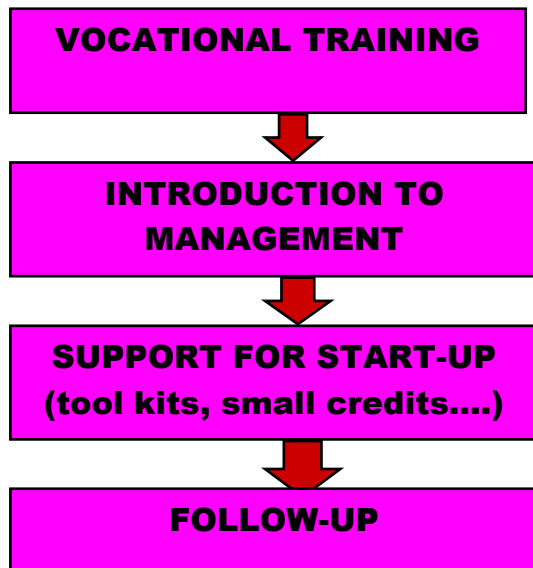 VOCATIONAL TRAINING
INTRODUCTION TO
MANAGEMENT
SUPPORT FOR START-UP
(tool kits, small credits....)
FOLLOW-UP